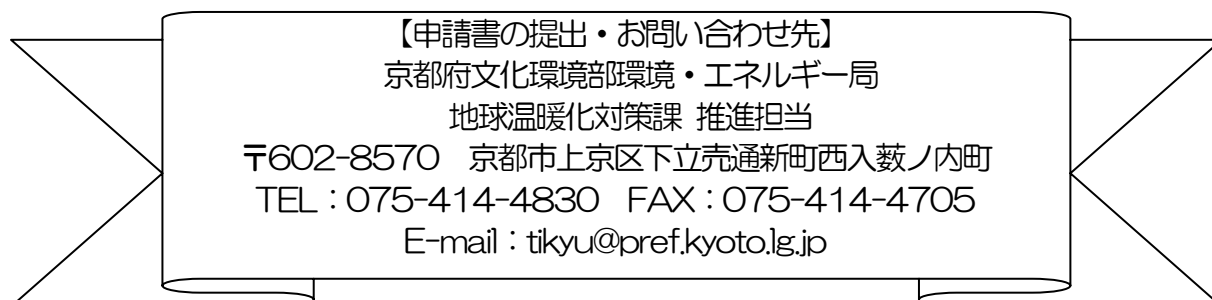 【申請書の提出・お問い合わせ先】
京都府文化環境部環境・エネルギー局
地球温暖化対策課 推進担当
〒602-8570　京都市上京区下立売通新町西入薮ノ内町
TEL：075-414-4830　FAX：075-414-4705
E-mail：tikyu@pref.kyoto.lg.jp